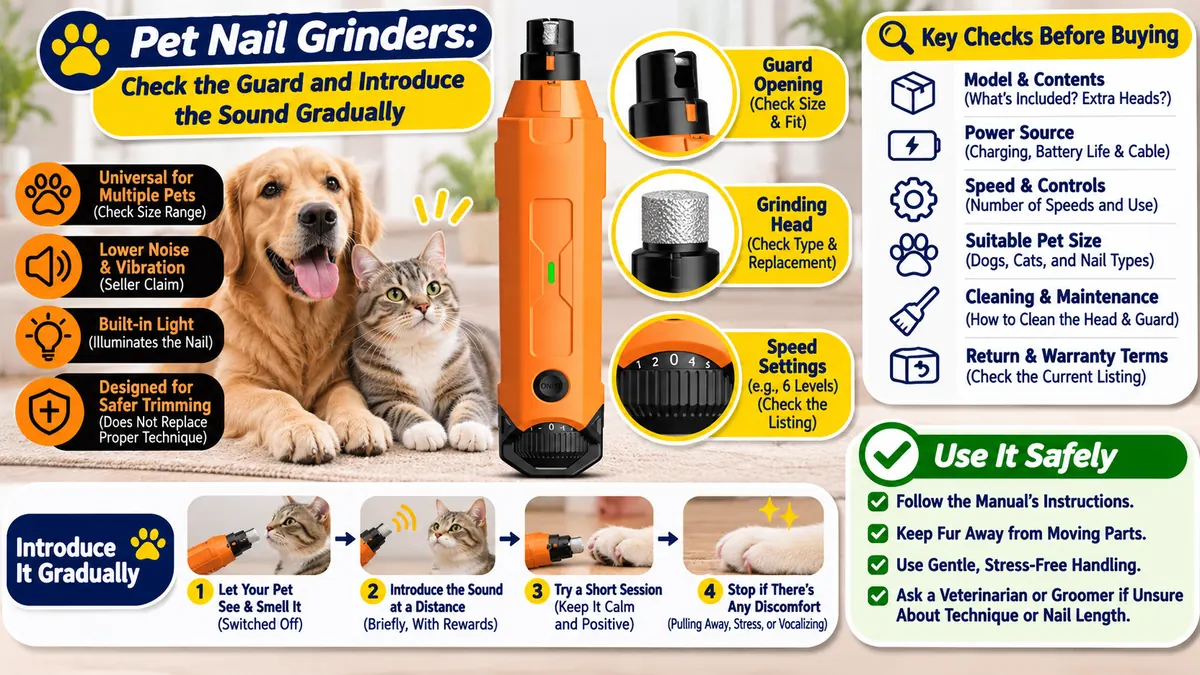 Pet Nail Grinders:
Check the Guard and Introduce
the Sound Gradually
Universal for
Multiple Pets
(Check Size Range)
Lower Noise
& Vibration
(Seller Claim)
Built-in Light
(Illuminates the Nail)
Designed for
Safer Trimming
(Does Not Replace
Proper Technique)
Guard
Opening
(Check Size
& Fit)
Grinding
Head
(Check Type &
Replacement)
1 2 0 4 5
Speed
Settings
(e.g., 6 Levels)
(Check the
Listing)
Key Checks Before Buying
Model & Contents
(What's Included? Extra Heads?)
Power Source
(Charging, Battery Life & Cable)
Speed & Controls
(Number of Speeds and Use)
Suitable Pet Size
(Dogs, Cats, and Nail Types)
Cleaning & Maintenance
(How to Clean the Head & Guard)
Return & Warranty Terms
(Check the Current Listing)
Use It Safely
Follow the Manual's Instructions.
Keep Fur Away from Moving Parts.
Use Gentle, Stress-Free Handling.
Ask a Veterinarian or Groomer if Unsure
About Technique or Nail Length.
Introduce
It Gradually
1 Let Your Pet
See & Smell It
(Switched Off)
2 Introduce the Sound
at a Distance
(Briefly, With Rewards)
3 Try a Short Session
(Keep It Calm
and Positive)
4 Stop if There's
Any Discomfort
(Pulling Away, Stress, or Vocalizing)